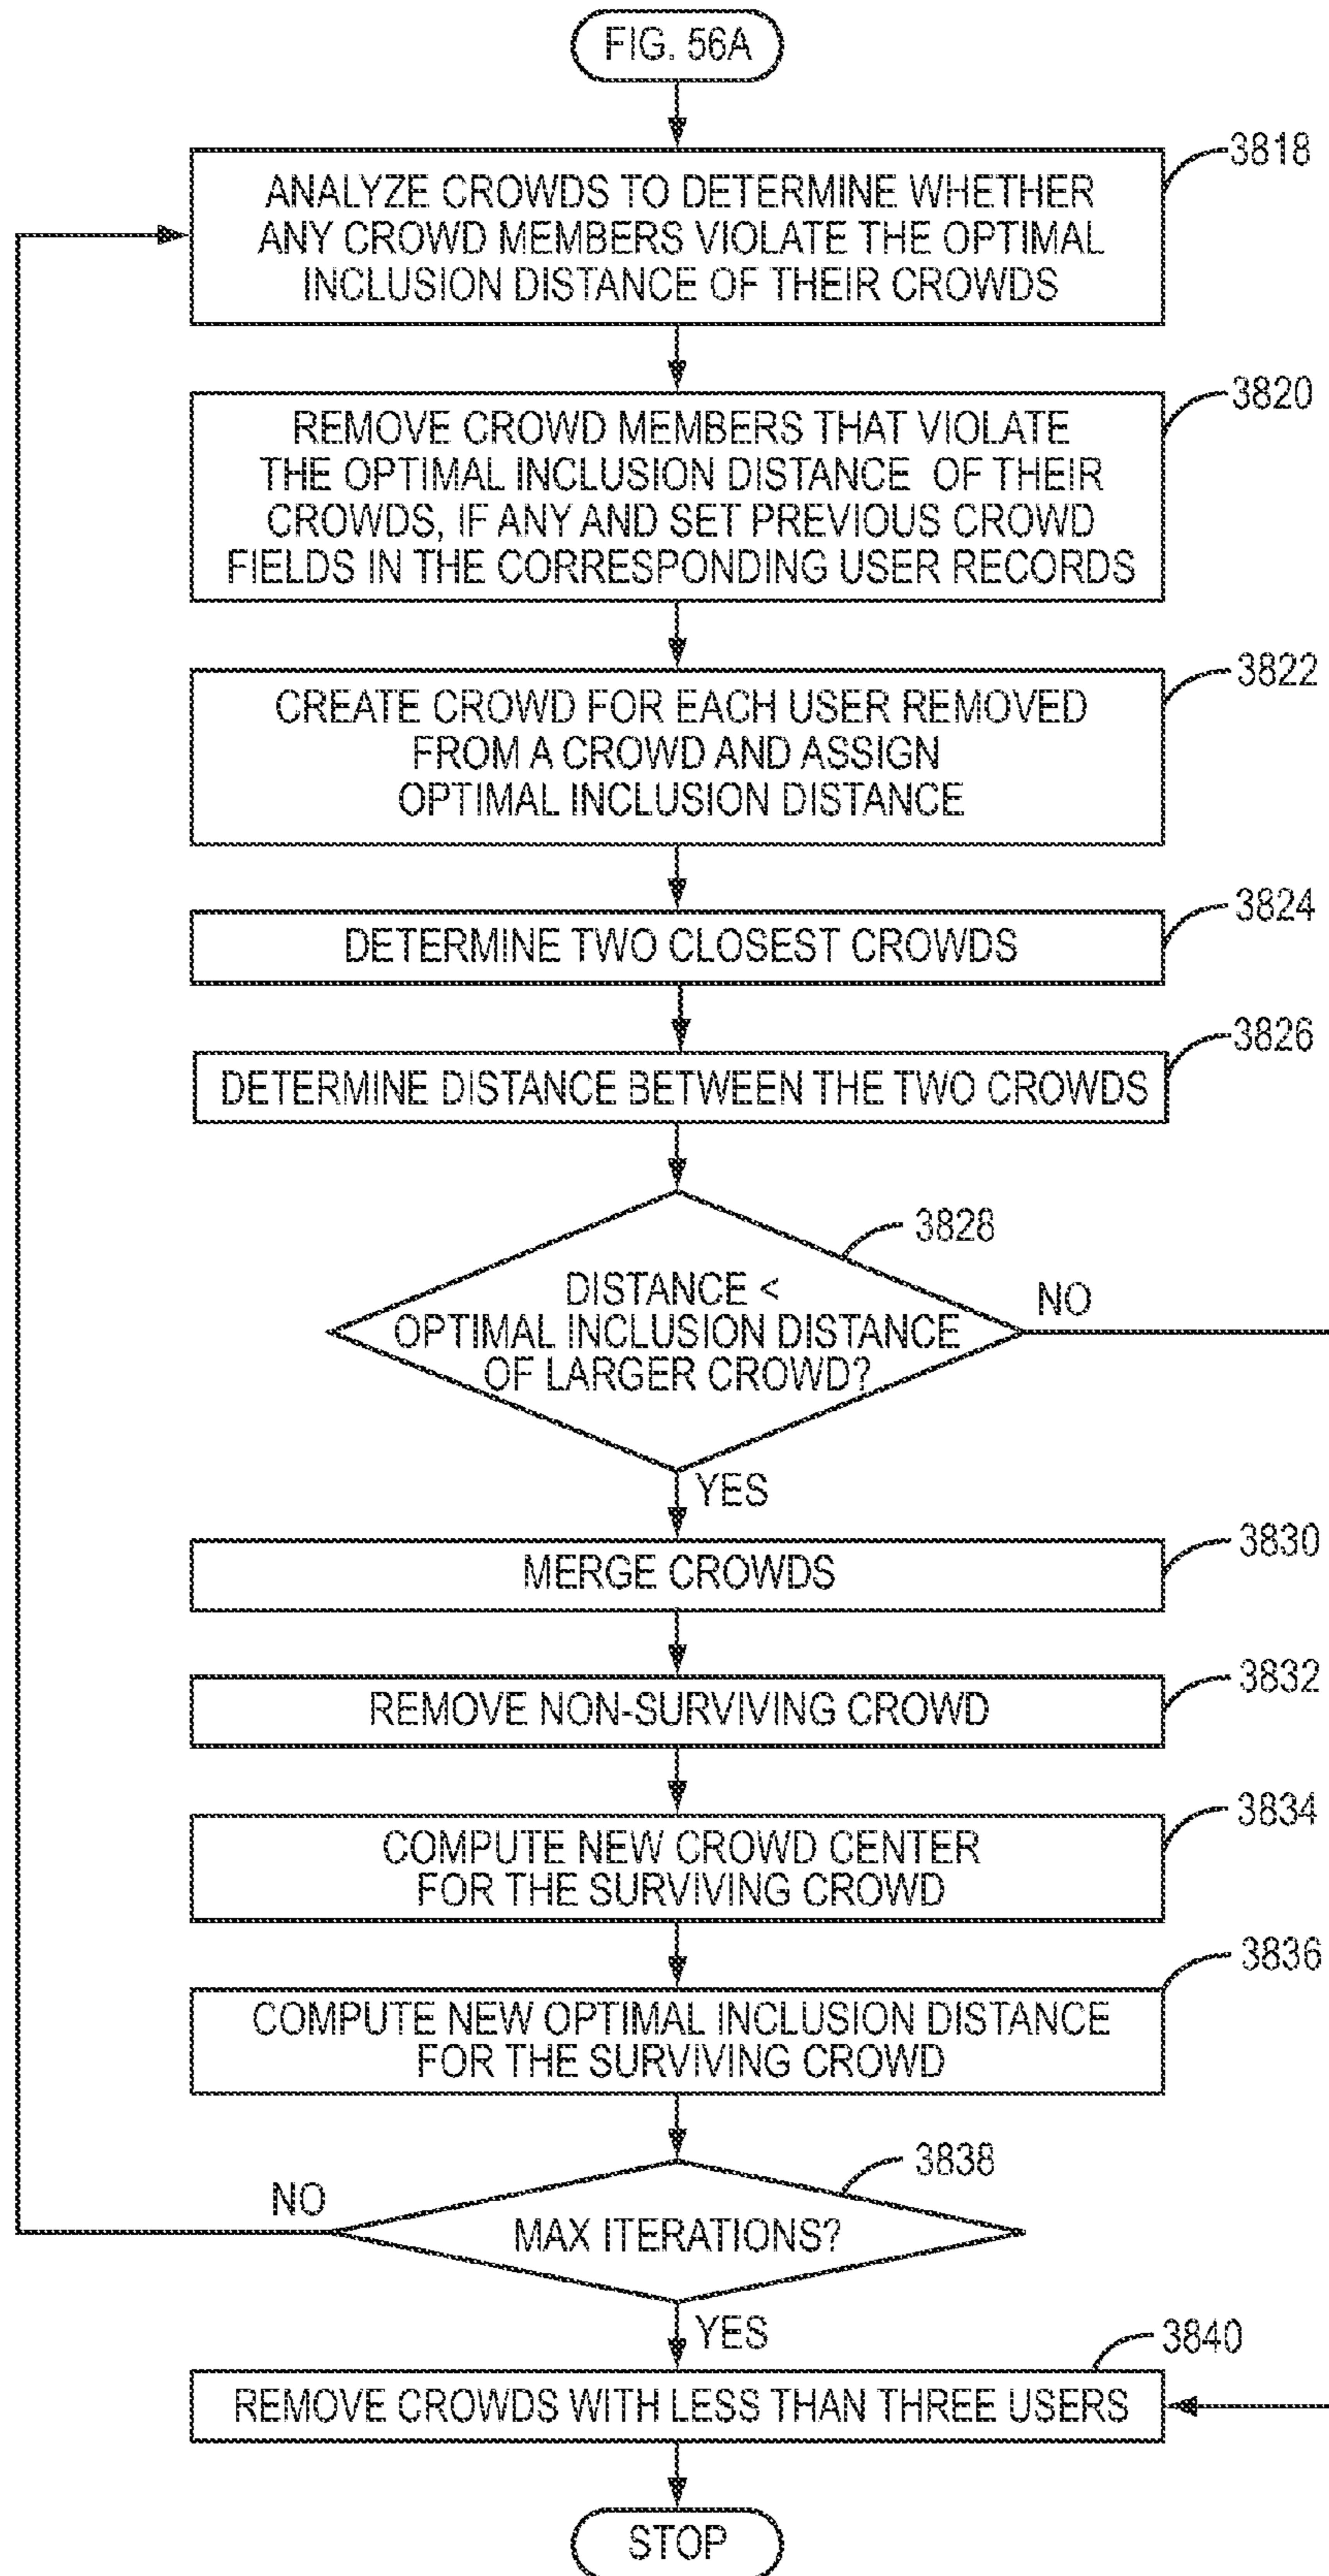 FIG. 56A
3818
ANALYZE CROWDS TO DETERMINE WHETHER
ANY CROWD MEMBERS VIOLATE THE OPTIMAL
INCLUSION DISTANCE OF THEIR CROWDS
3820
REMOVE CROWD MEMBERS THAT VIOLATE
THE OPTIMAL INCLUSION DISTANCE OF THEIR
CROWDS, IF ANY AND SET PREVIOUS CROWD
FIELDS IN THE CORRESPONDING USER RECORDS
3822
CREATE CROWD FOR EACH USER REMOVED
FROM A CROWD AND ASSIGN
OPTIMAL INCLUSION DISTANCE
3824
DETERMINE TWO CLOSEST CROWDS
3826
DETERMINE DISTANCE BETWEEN THE TWO CROWDS
3828
DISTANCE <
OPTIMAL INCLUSION DISTANCE
OF LARGER CROWD?
NO
YES
3830
MERGE CROWDS
3832
REMOVE NON-SURVIVING CROWD
3834
COMPUTE NEW CROWD CENTER
FOR THE SURVIVING CROWD
3836
COMPUTE NEW OPTIMAL INCLUSION DISTANCE
FOR THE SURVIVING CROWD
3838
NO
MAX ITERATIONS?
YES
3840
REMOVE CROWDS WITH LESS THAN THREE USERS
STOP